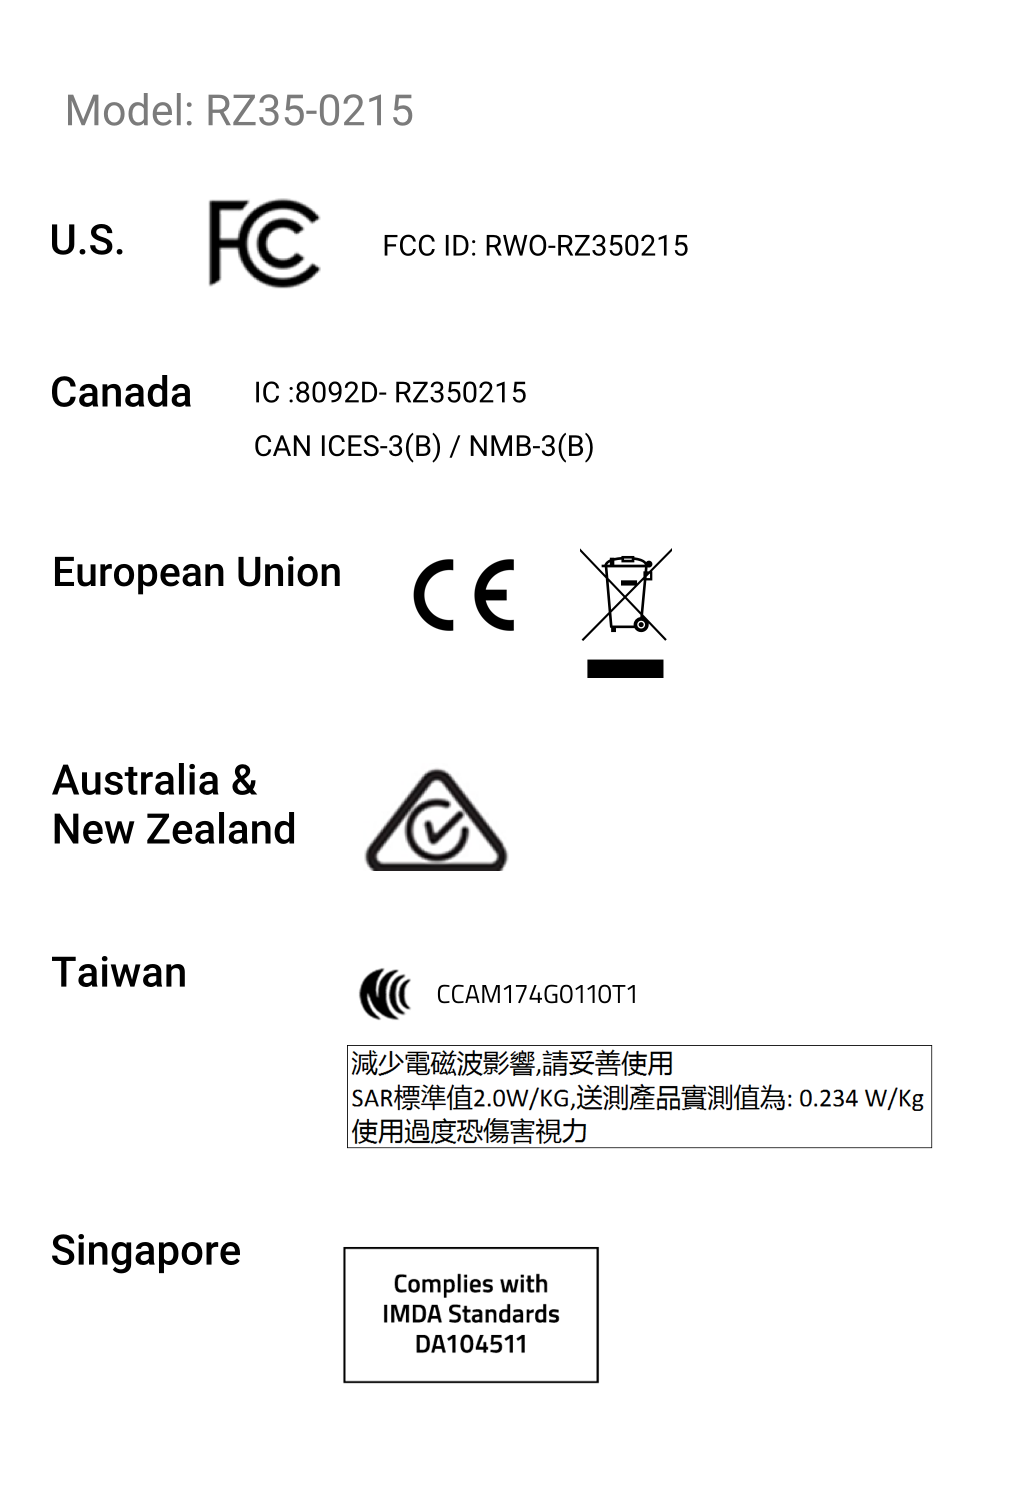 Model: RZ35-0215
U.S.
FC
FCC ID: RWO-RZ350215
Canada
IC :8092D- RZ350215
CAN ICES-3(B) / NMB-3(B)
European Union
CE
Australia &
New Zealand
Taiwan
CCAM174G0110T1
減少電磁波影響,請妥善使用
SAR標準值2.0W/KG,送測產品實測值為: 0.234 W/Kg
使用過度恐傷害視力
Singapore
Complies with
IMDA Standards
DA104511